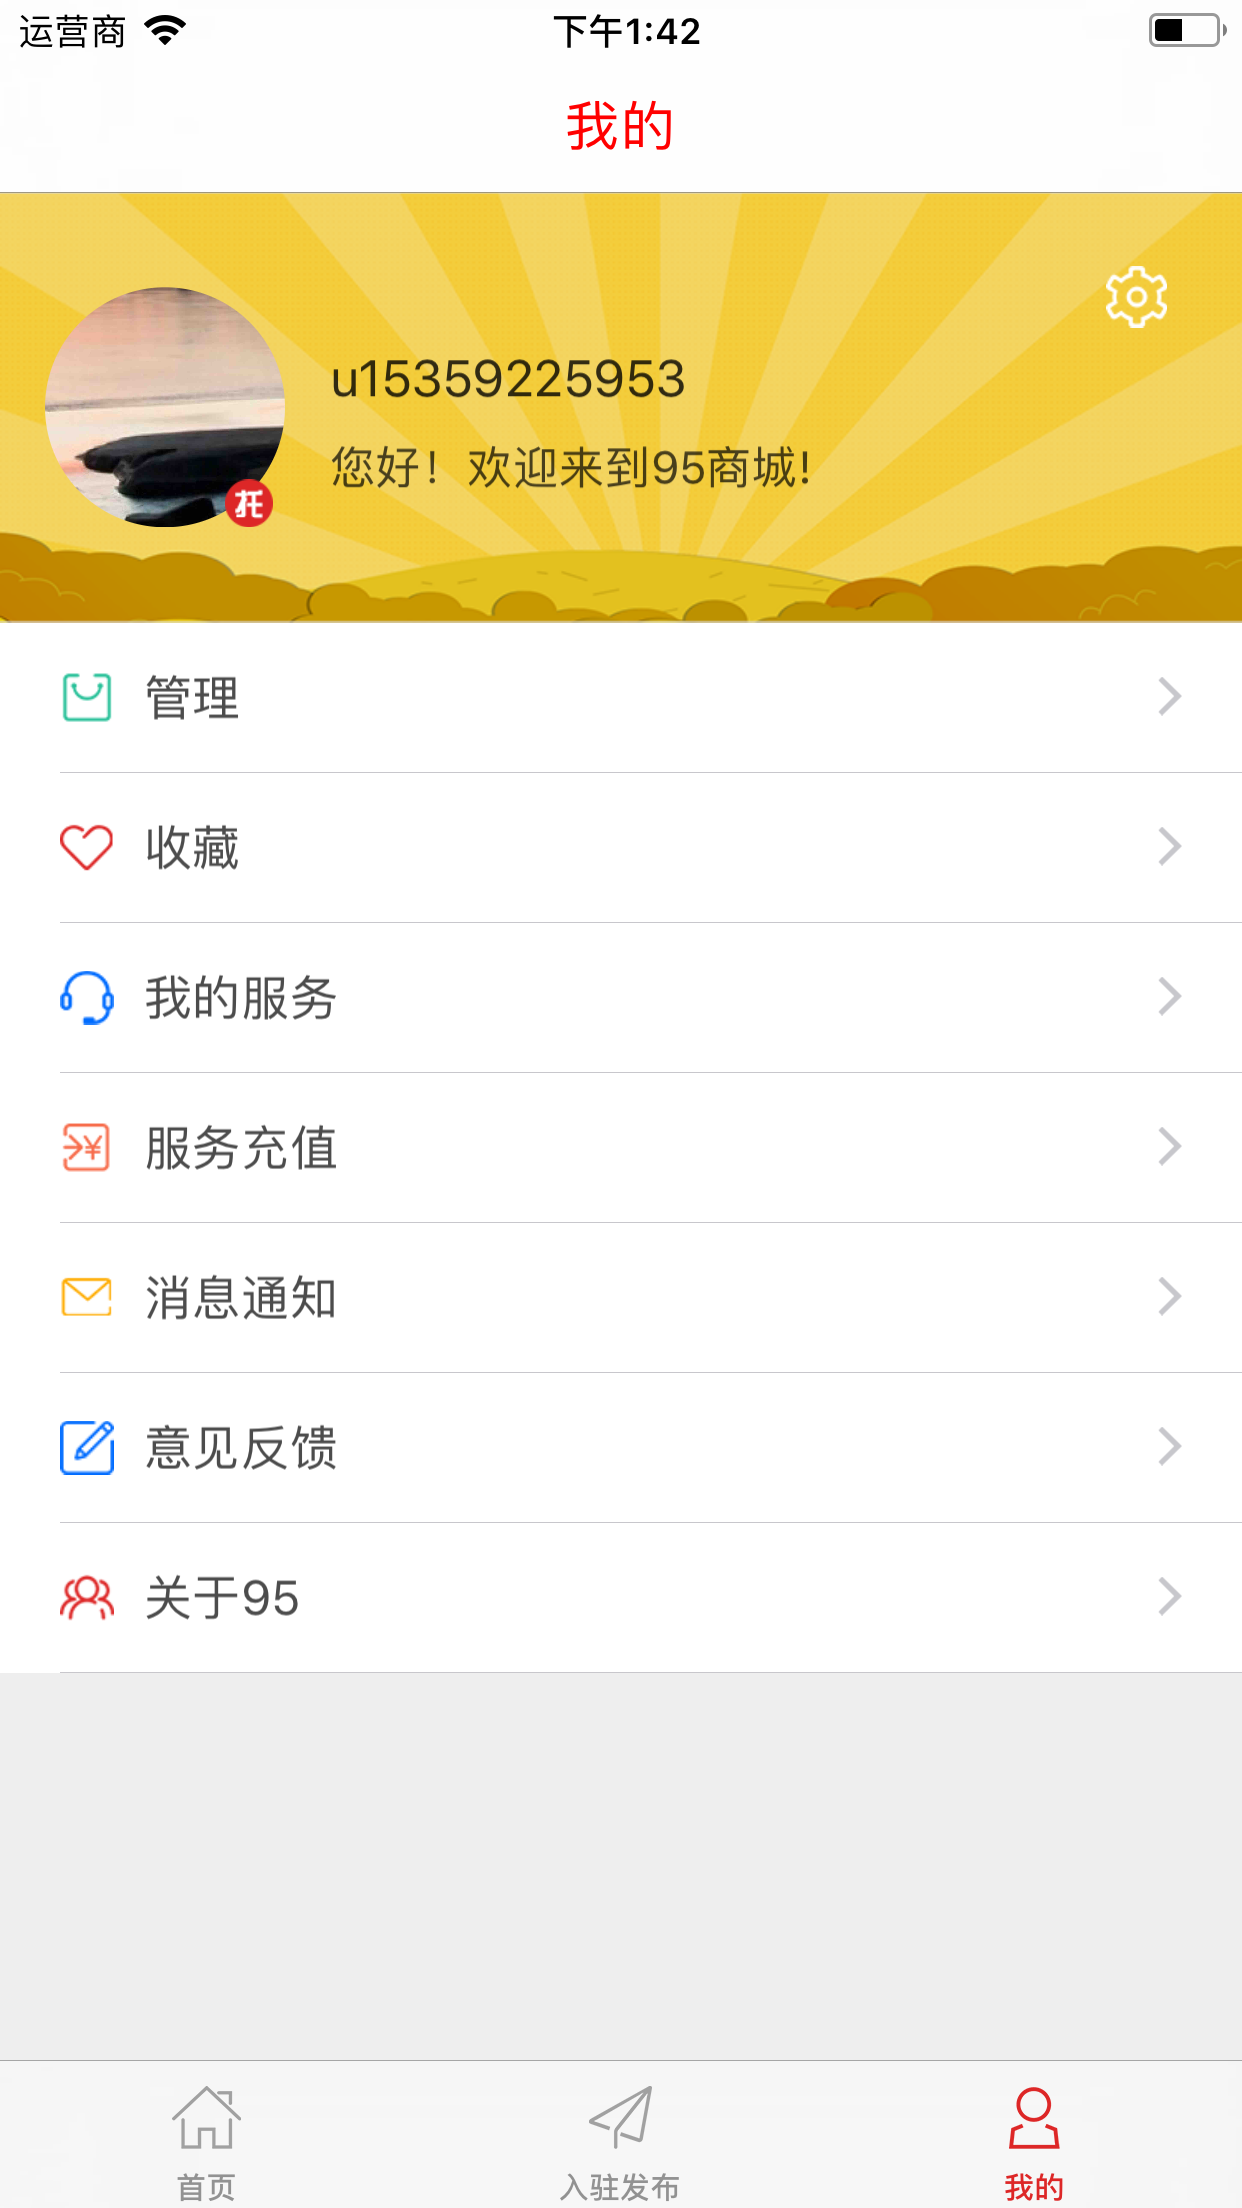 运营商 下午1:42
我的
u15359225953
您好！欢迎来到95商城!
托
管理
收藏
我的服务
服务充值
消息通知
意见反馈
关于95
首页 入驻发布 我的